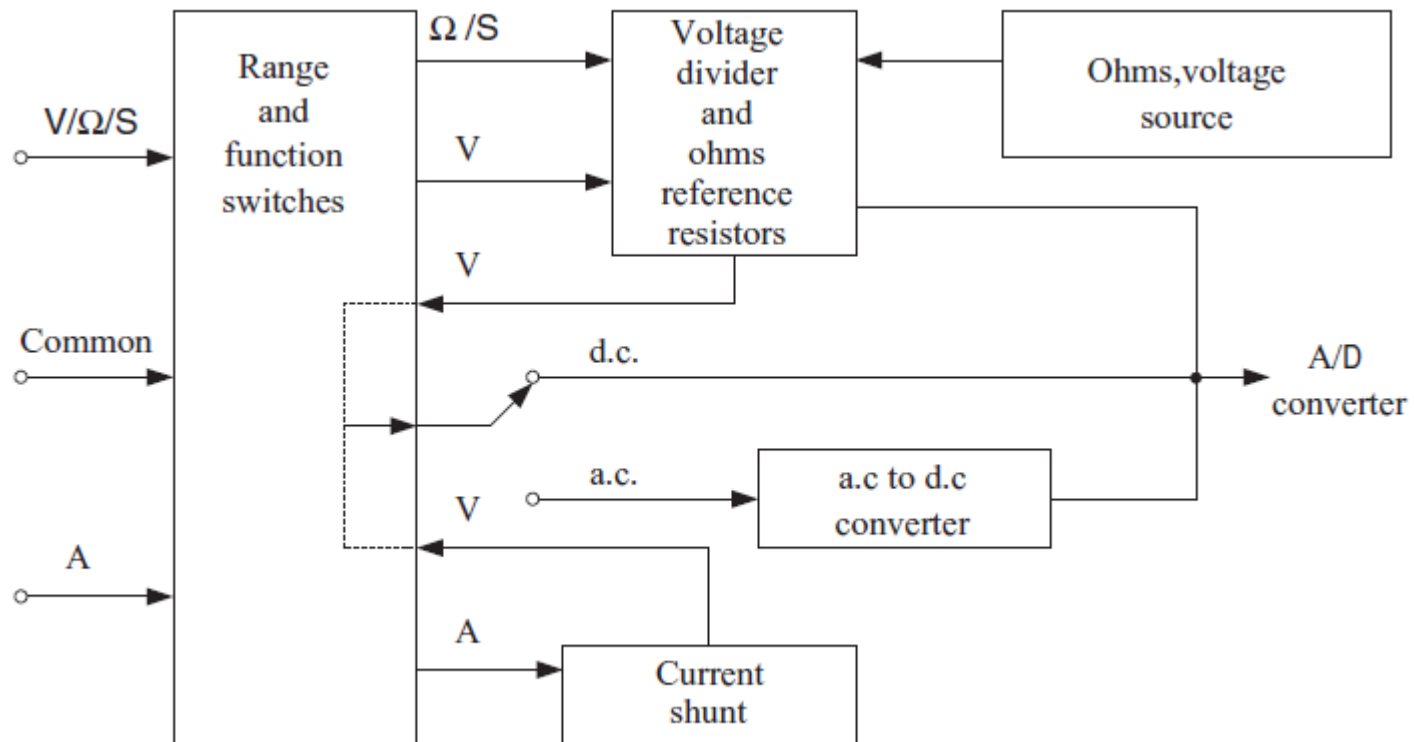 Range
and
function
switches
V/Ω/S
Common
A
Ω /S
V
V
Voltage
divider
and
ohms
reference
resistors
Ohms,voltage
source
d.c.
A/D
converter
a.c.
a.c to d.c
converter
V
A
Current
shunt